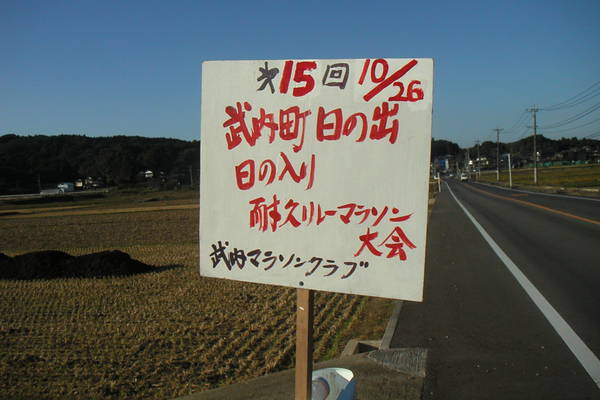 次15回 10/26
武内町 日の出
日の入り
耐久リレーマラソン
大会
武内マラソンクラブ